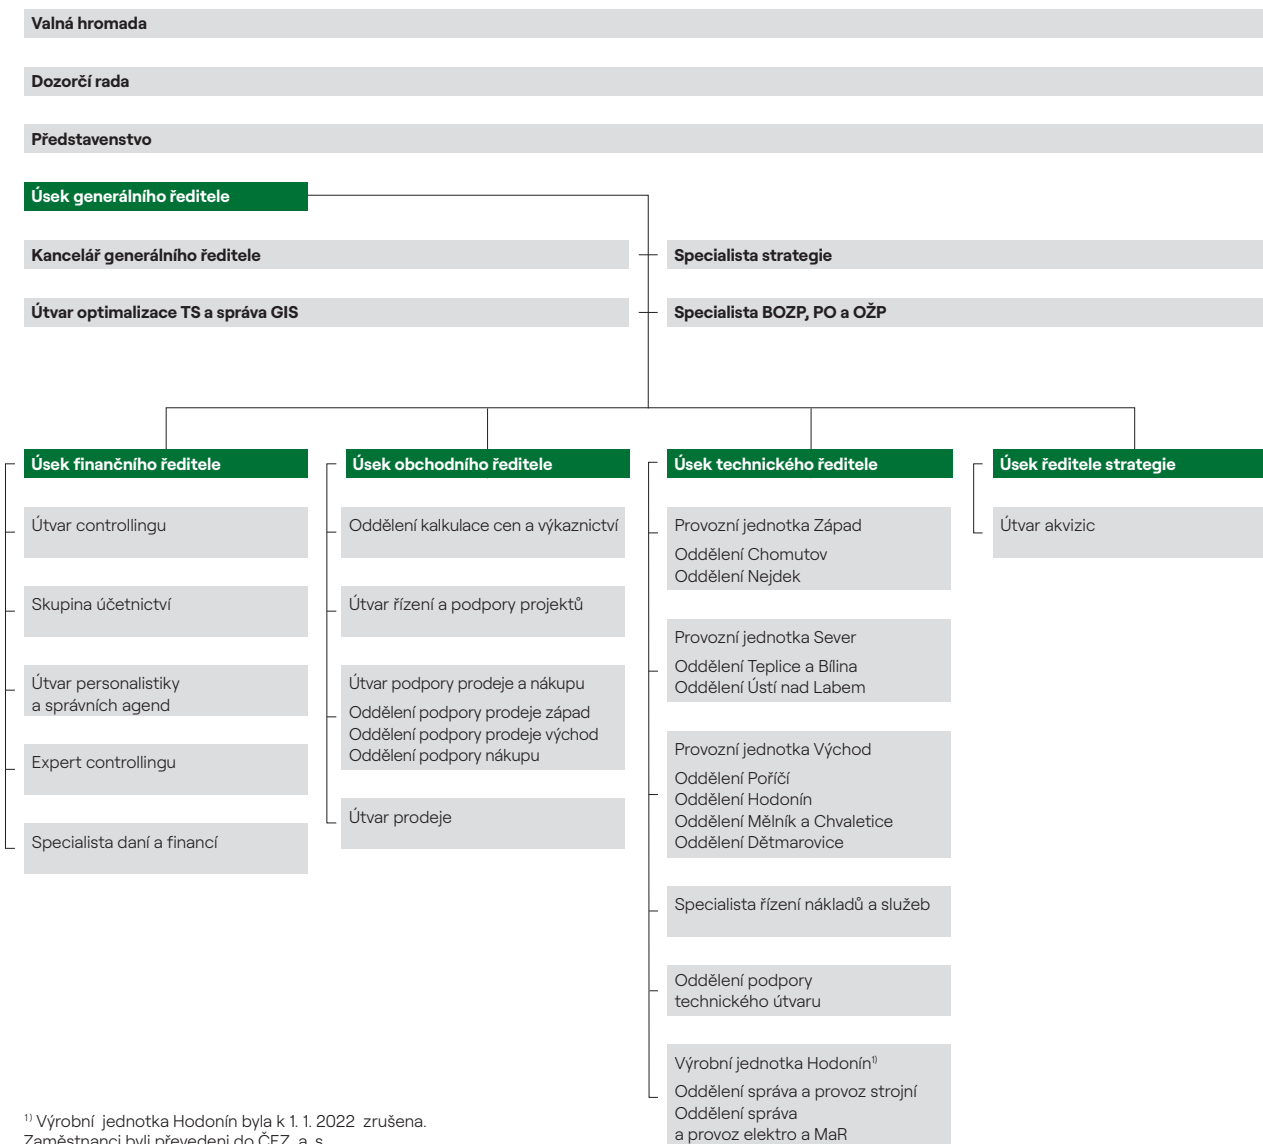 Valná hromada
Dozorčí rada
Představenstvo
Úsek generálního ředitele
Kancelář generálního ředitele
Specialista strategie
Útvar optimalizace TS a správa GIS
Specialista BOZP, PO a OŽP
Úsek finančního ředitele
Útvar controllingu
Skupina účetnictví
Útvar personalistiky
a správních agend
Expert controllingu
Specialista daní a financí
Úsek obchodního ředitele
Oddělení kalkulace cen a výkaznictví
Útvar řízení a podpory projektů
Útvar podpory prodeje a nákupu
Oddělení podpory prodeje západ
Oddělení podpory prodeje východ
Oddělení podpory nákupu
Útvar prodeje
Úsek technického ředitele
Provozní jednotka Západ
Oddělení Chomutov
Oddělení Nejdek
Provozní jednotka Sever
Oddělení Teplice a Bílina
Oddělení Ústí nad Labem
Provozní jednotka Východ
Oddělení Poříčí
Oddělení Hodonín
Oddělení Mělník a Chvaletice
Oddělení Dětmarovice
Specialista řízení nákladů a služeb
Oddělení podpory
technického útvaru
Výrobní jednotka Hodonín¹⁾
Oddělení správa a provoz strojní
Oddělení správa
a provoz elektro a MaR
Úsek ředitele strategie
Útvar akvizic
¹⁾ Výrobní jednotka Hodonín byla k 1. 1. 2022 zrušena.
Zaměstnanci byli převedeni do ČEZ, a. s.